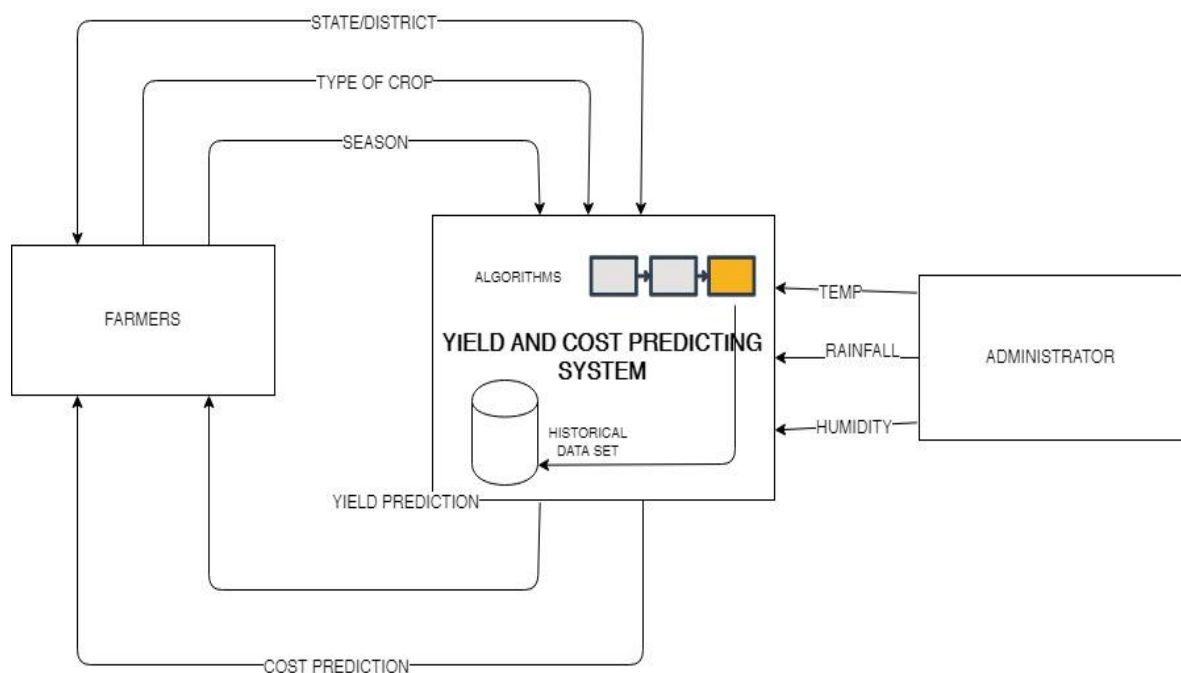 STATE/DISTRICT
TYPE OF CROP
SEASON
ALGORITHMS
TEMP
FARMERS
YIELD AND COST PREDICTING
SYSTEM
RAINFALL
ADMINISTRATOR
HUMIDITY
HISTORICAL
DATA SET
YIELD PREDICTION
COST PREDICTION